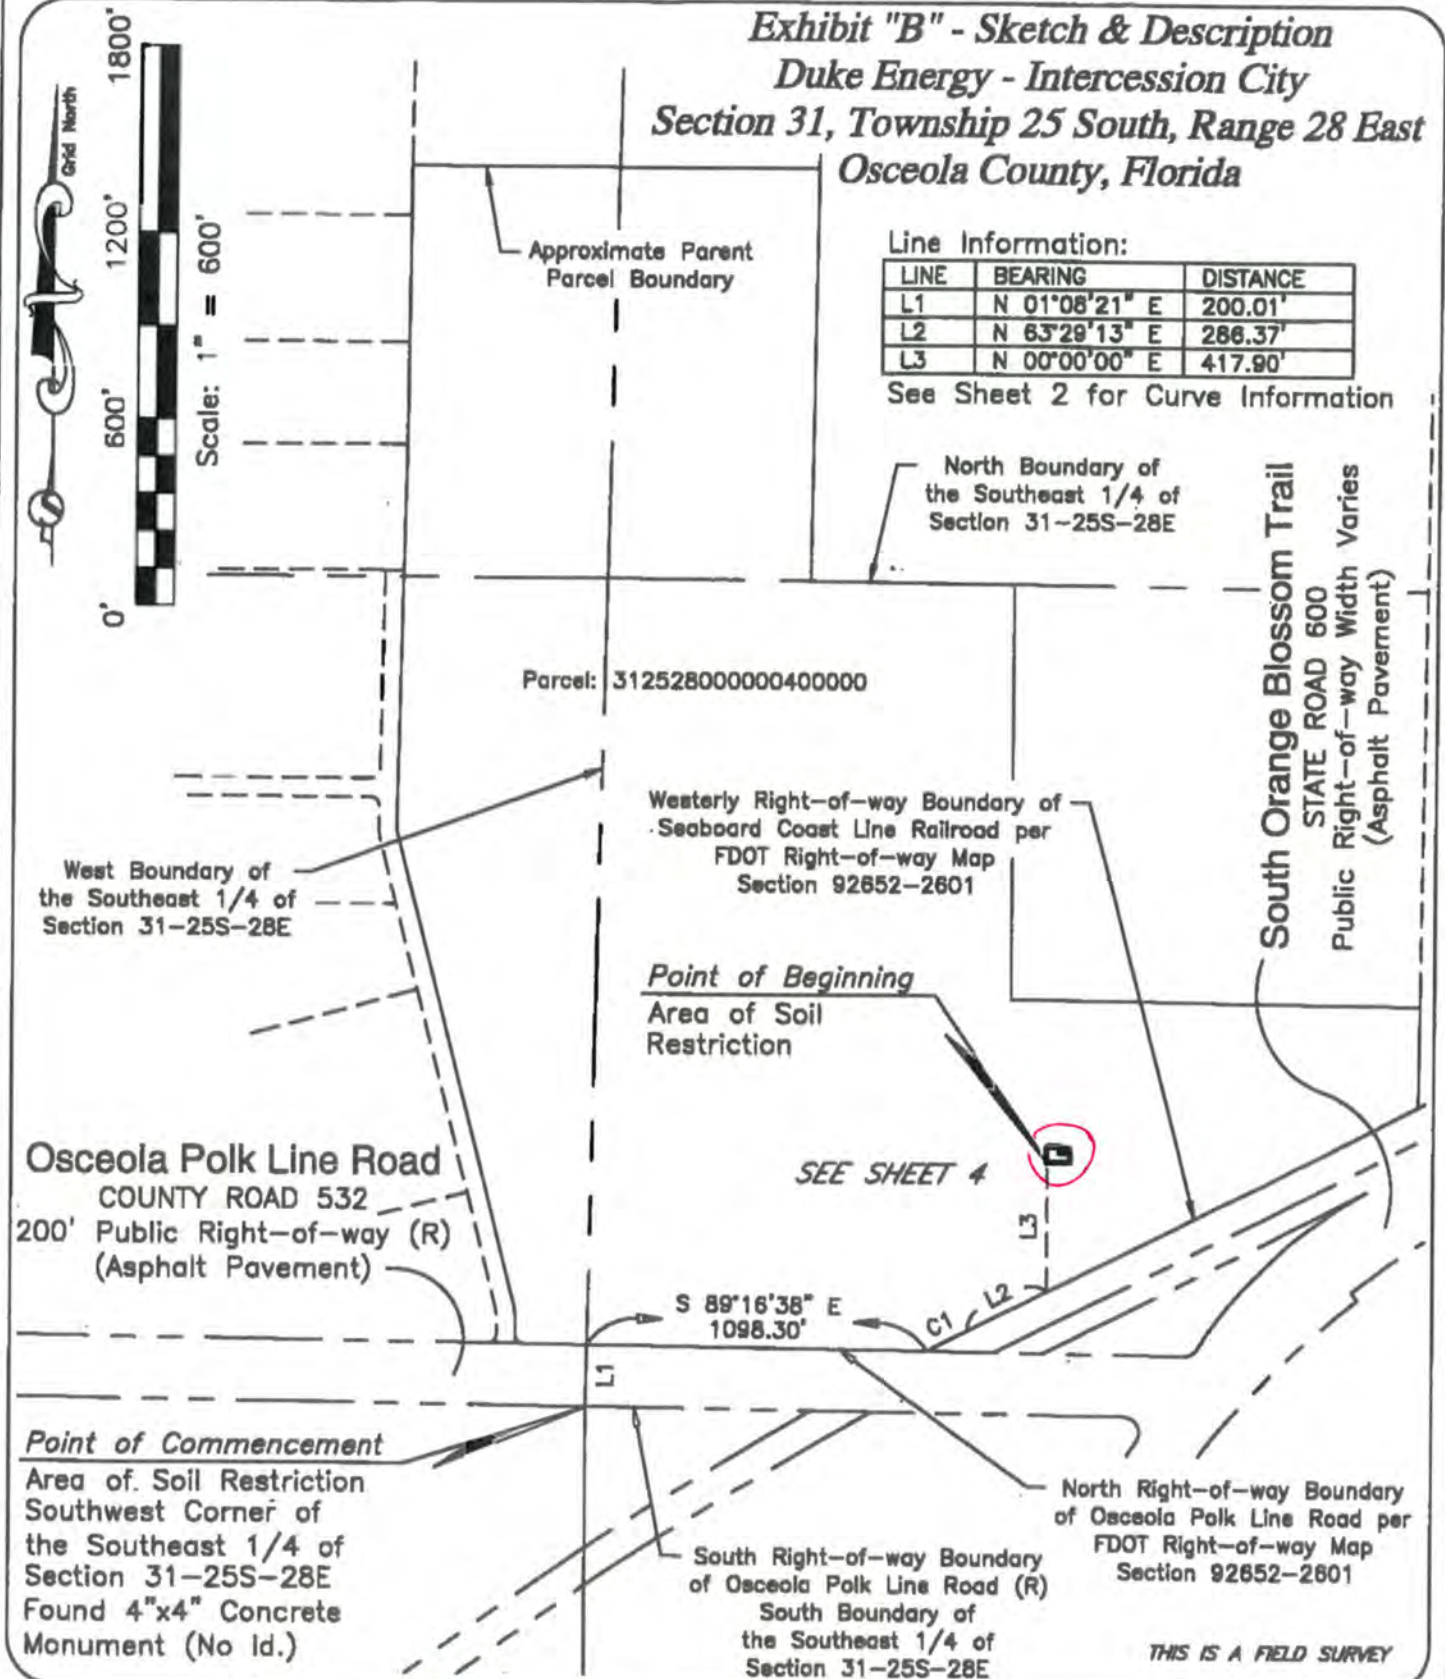 Exhibit "B" - Sketch & Description
Duke Energy - Intercession City
Section 31, Township 25 South, Range 28 East
Osceola County, Florida
Grid North
1800'
1200'
600'
0'
Scale: 1" = 600'
Approximate Parent
Parcel Boundary
Line Information:
LINE BEARING DISTANCE
L1 N 01°08'21" E 200.01'
L2 N 63°29'13" E 286.37'
L3 N 00°00'00" E 417.90'
See Sheet 2 for Curve Information
North Boundary of
the Southeast 1/4 of
Section 31-25S-28E
South Orange Blossom Trail
STATE ROAD 600
Public Right-of-way Width Varies
(Asphalt Pavement)
Parcel: 312528000000400000
Westerly Right-of-way Boundary of
Seaboard Coast Line Railroad per
FDOT Right-of-way Map
Section 92652-2601
West Boundary of
the Southeast 1/4 of
Section 31-25S-28E
Point of Beginning
Area of Soil
Restriction
SEE SHEET 4
L3
Osceola Polk Line Road
COUNTY ROAD 532
200' Public Right-of-way (R)
(Asphalt Pavement)
S 89°16'38" E
1098.30'
C1
L2
L1
Point of Commencement
Area of. Soil Restriction
Southwest Corner of
the Southeast 1/4 of
Section 31-25S-28E
Found 4"x4" Concrete
Monument (No Id.)
South Right-of-way Boundary
of Osceola Polk Line Road (R)
South Boundary of
the Southeast 1/4 of
Section 31-25S-28E
North Right-of-way Boundary
of Osceola Polk Line Road per
FDOT Right-of-way Map
Section 92652-2601
THIS IS A FIELD SURVEY